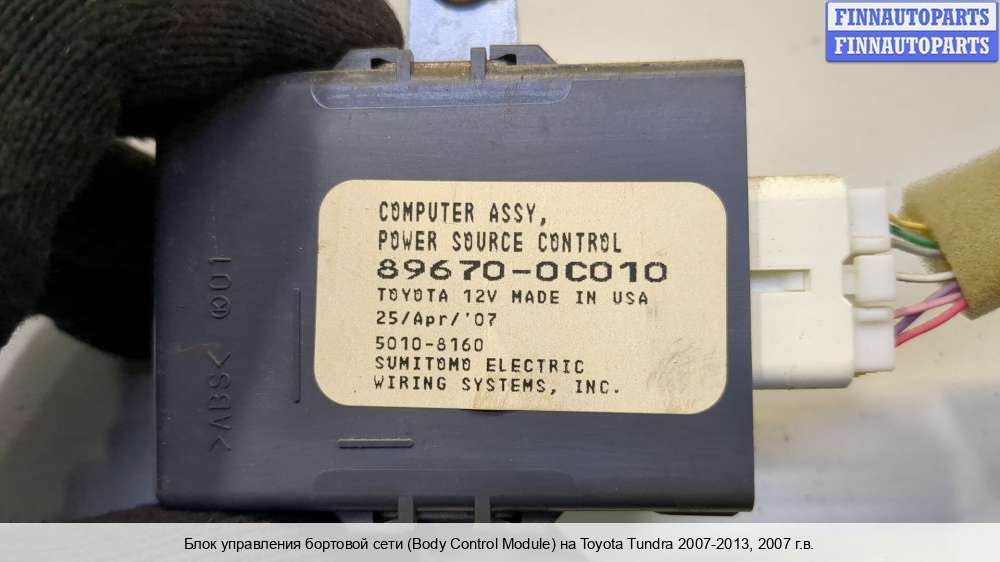 FINNAUTOPARTS
FINNAUTOPARTS
COMPUTER ASSY,
POWER SOURCE CONTROL
89670-0C010
TOYOTA 12V MADE IN USA
25/Apr/'07
5010-8160
SUMITOMO ELECTRIC
WIRING SYSTEMS, INC.
>ABS<
Блок управления бортовой сети (Body Control Module) на Toyota Tundra 2007-2013, 2007 г.в.